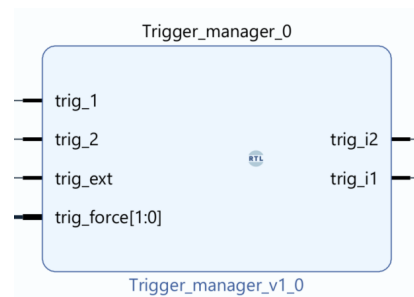 Trigger_manager_0
trig_1
trig_2
trig_i2
RTL
trig_ext
trig_i1
trig_force[1:0]
Trigger_manager_v1_0